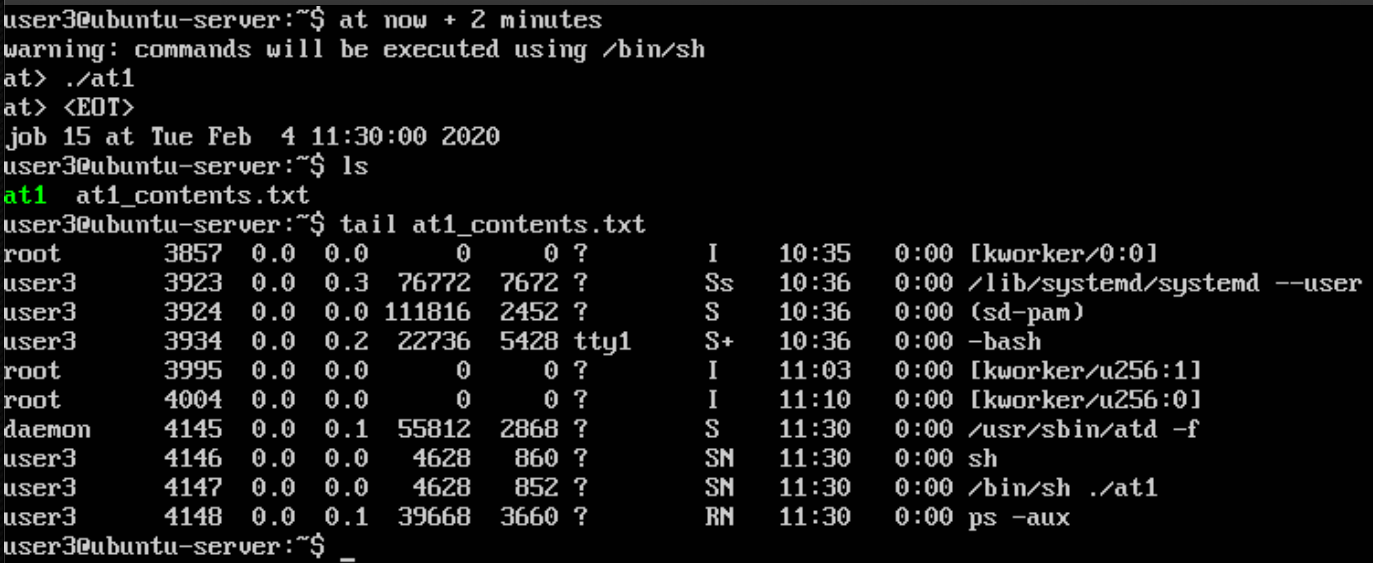 user3@ubuntu-server:~$ at now + 2 minutes
warning: commands will be executed using /bin/sh
at> ./at1
at> <EOT>
job 15 at Tue Feb  4 11:30:00 2020
user3@ubuntu-server:~$ ls
at1  at1_contents.txt
user3@ubuntu-server:~$ tail at1_contents.txt
root       3857  0.0  0.0      0     0 ?        I    10:35   0:00 [kworker/0:0]
user3      3923  0.0  0.3  76772  7672 ?        Ss   10:36   0:00 /lib/systemd/systemd --user
user3      3924  0.0  0.0 111816  2452 ?        S    10:36   0:00 (sd-pam)
user3      3934  0.0  0.2  22736  5428 tty1     S+   10:36   0:00 -bash
root       3995  0.0  0.0      0     0 ?        I    11:03   0:00 [kworker/u256:1]
root       4004  0.0  0.0      0     0 ?        I    11:10   0:00 [kworker/u256:0]
daemon     4145  0.0  0.1  55812  2868 ?        S    11:30   0:00 /usr/sbin/atd -f
user3      4146  0.0  0.0   4628   860 ?        SN   11:30   0:00 sh
user3      4147  0.0  0.0   4628   852 ?        SN   11:30   0:00 /bin/sh ./at1
user3      4148  0.0  0.1  39668  3660 ?        RN   11:30   0:00 ps -aux
user3@ubuntu-server:~$ _